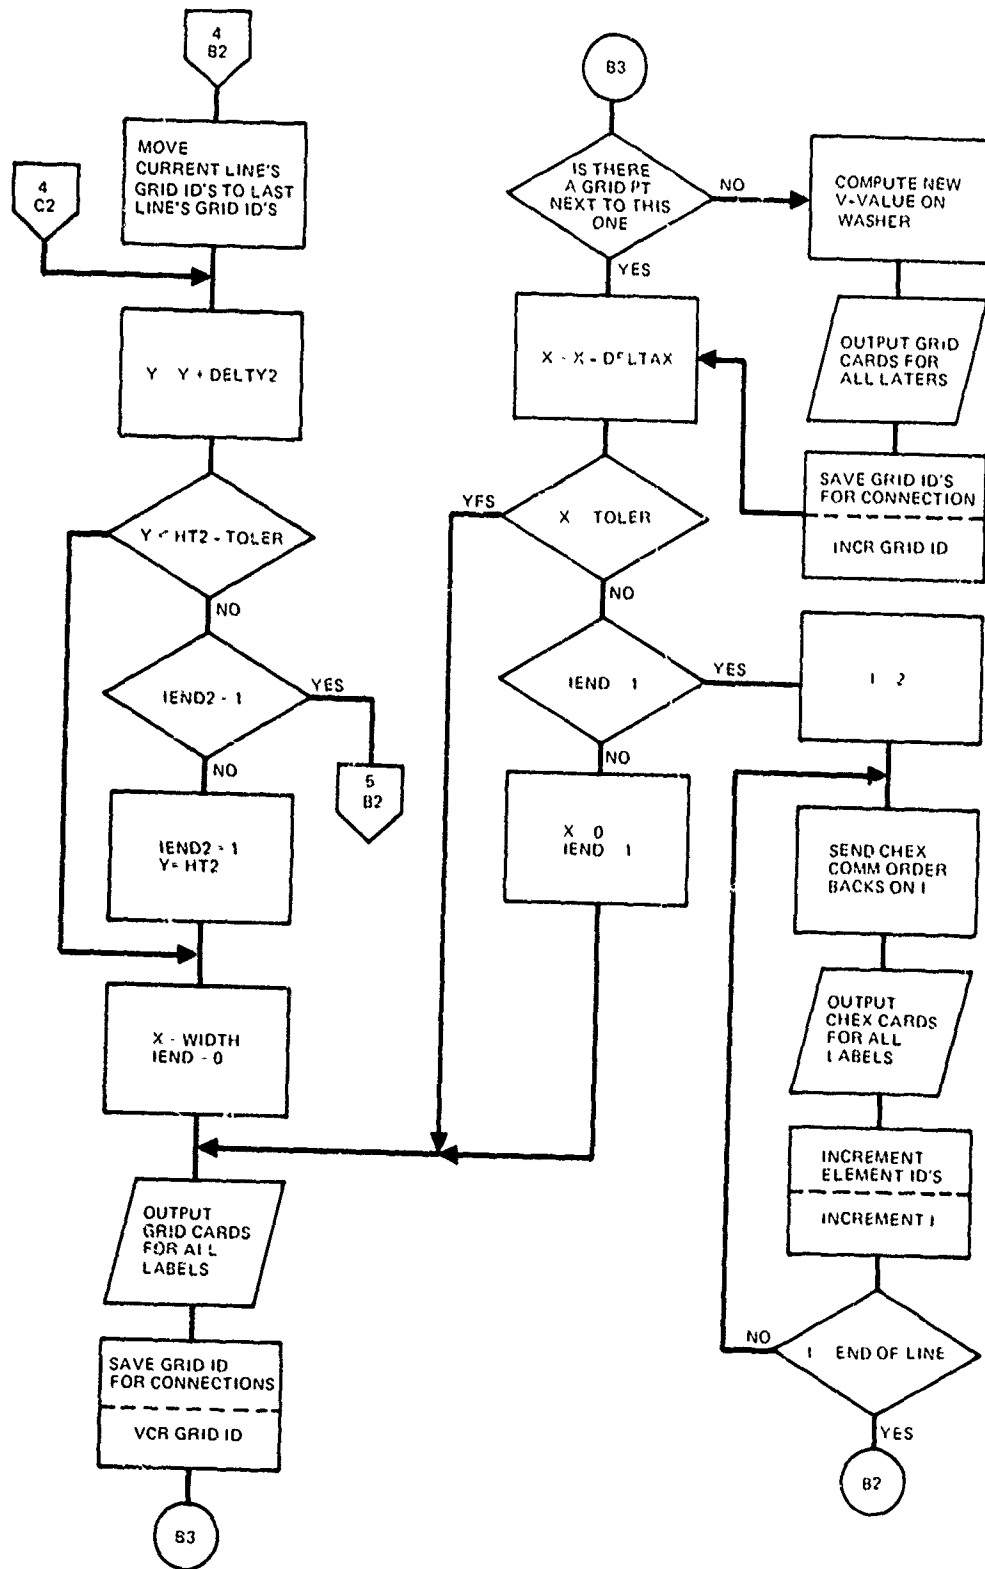 4
B2
MOVE
CURRENT LINE'S
GRID ID'S TO LAST
LINE'S GRID ID'S
4
C2
Y Y + DELTY2
Y < HT2 - TOLER
NO
IEND2 - 1
YES
5
B2
NO
IEND2 = 1
Y = HT2
X - WIDTH
IEND - 0
OUTPUT
GRID CARDS
FOR ALL
LABELS
SAVE GRID ID
FOR CONNECTIONS
VCR GRID ID
B3
B3
IS THERE
A GRID PT
NEXT TO THIS
ONE
NO
YES
COMPUTE NEW
V-VALUE ON
WASHER
OUTPUT GRID
CARDS FOR
ALL LATERS
SAVE GRID ID'S
FOR CONNECTION
INCR GRID ID
X - X - DELTAX
YES
X TOLER
NO
IEND 1
YES
I 2
NO
X 0
IEND 1
SEND CHEX
COMM ORDER
BACKS ON I
OUTPUT
CHEX CARDS
FOR ALL
LABELS
INCREMENT
ELEMENT ID'S
INCREMENT I
NO
I END OF LINE
YES
B2